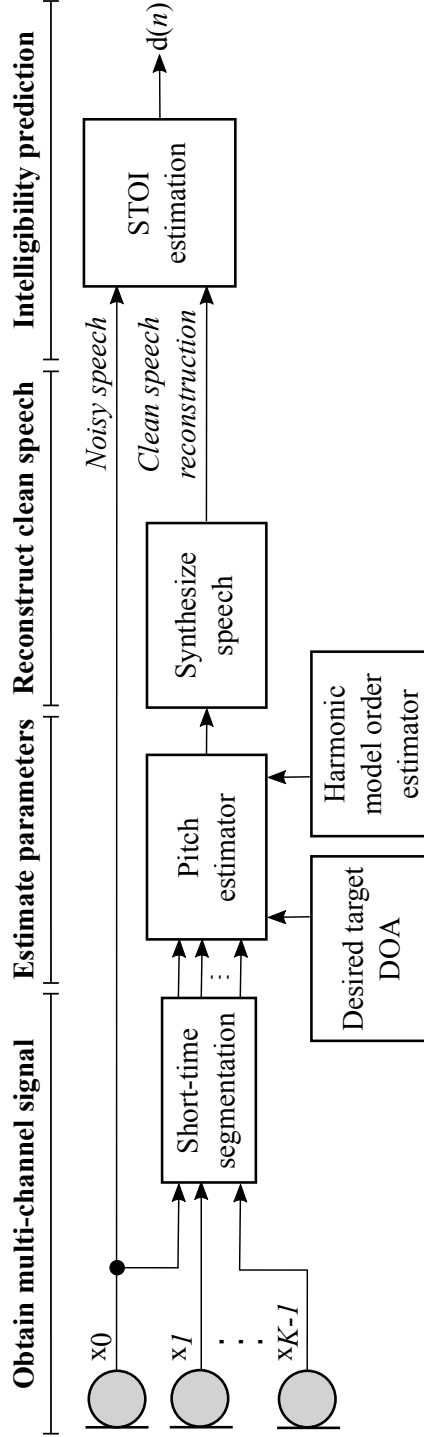 Obtain multi-channel signal
Estimate parameters
Reconstruct clean speech
Intelligibility prediction
x0
x1
. . .
xK-1
Short-time
segmentation
...
Pitch
estimator
Desired target
DOA
Harmonic
model order
estimator
Synthesize
speech
Noisy speech
Clean speech
reconstruction
STOI
estimation
d(n)